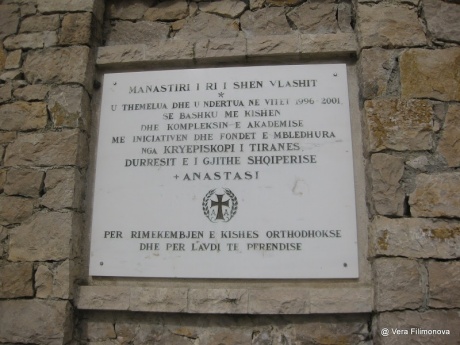 MANASTIRI I RI I SHEN VLASHIT
*
U THEMELUA DHE U NDERTUA NE VITET 1996-2001
SE BASHKU ME KISHEN
DHE KOMPLEKSIN-E AKADEMISE
ME INICIATIVEN DHE FONDET E MBLEDHURA
NGA KRYEPISKOPI I TIRANES,
DURRESIT E I GJITHE SHQIPERISE
+ANASTASI
PER RIMEKEMBJEN E KISHES ORTHODHOKSE
DHE PER LAVDI TE PERENDISE
@ Vera Filimonova